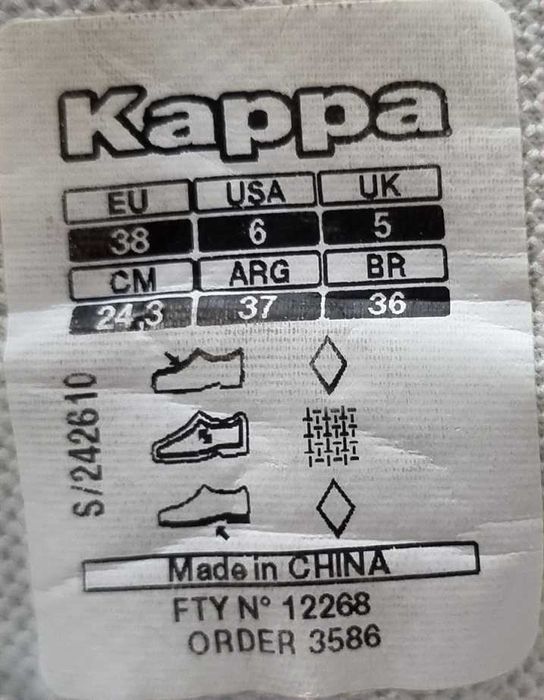 Kappa
EU USA UK
38 6 5
CM ARG BR
24,3 37 36
S/242610
Made in CHINA
FTY N° 12268
ORDER 3586